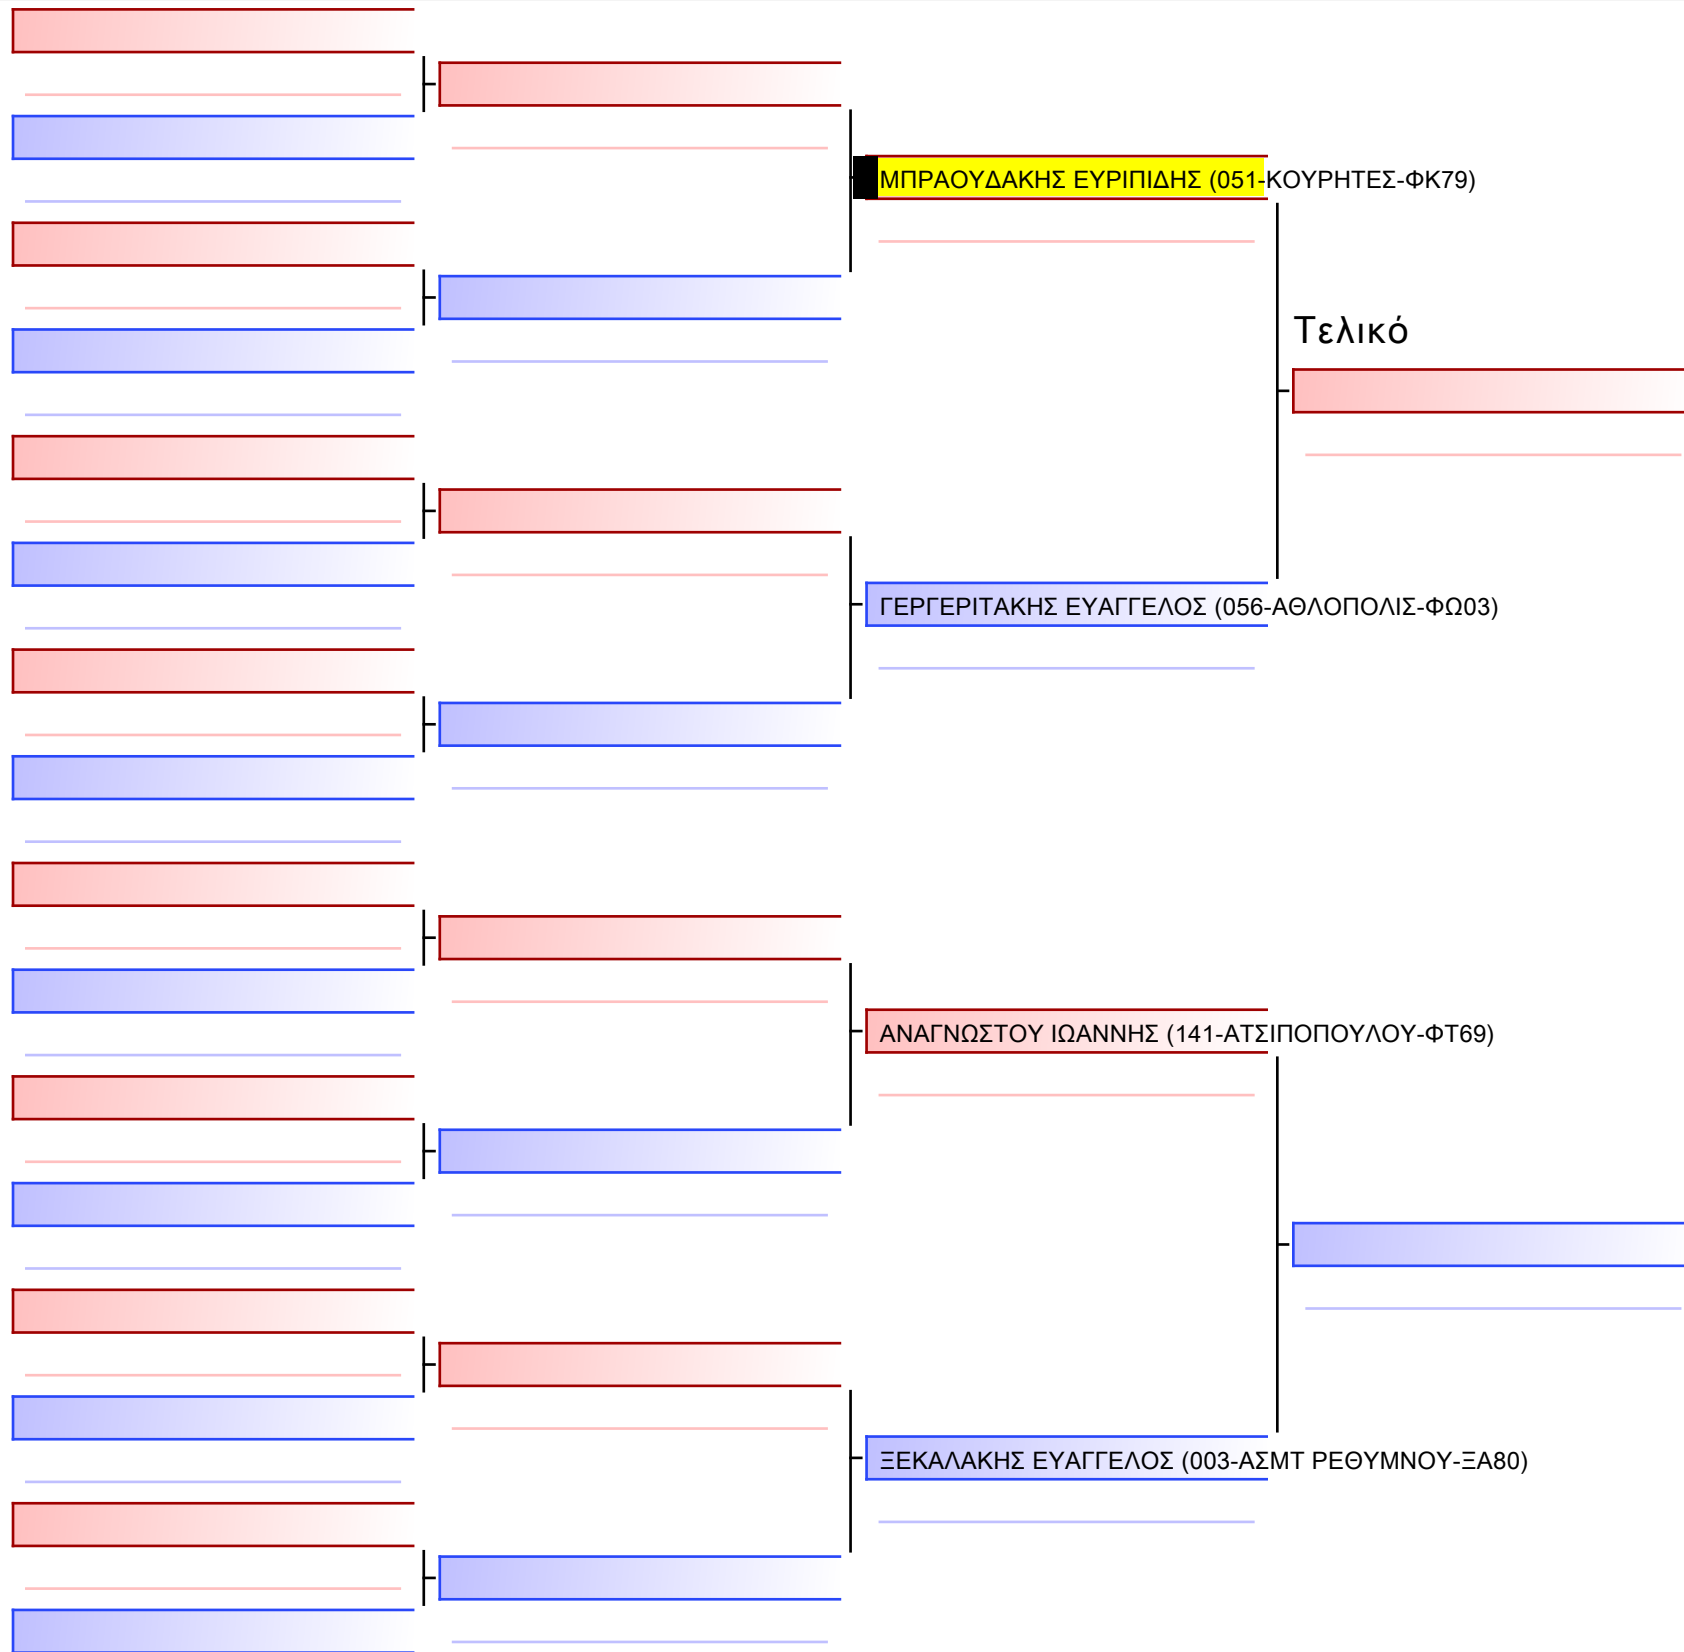 ΜΠΡΑΟΥΔΑΚΗΣ ΕΥΡΙΠΙΔΗΣ (051-ΚΟΥΡΗΤΕΣ-ΦΚ79)
Τελικό
ΓΕΡΓΕΡΙΤΑΚΗΣ ΕΥΑΓΓΕΛΟΣ (056-ΑΘΛΟΠΟΛΙΣ-ΦΩ03)
ΑΝΑΓΝΩΣΤΟΥ ΙΩΑΝΝΗΣ (141-ΑΤΣΙΠΟΠΟΥΛΟΥ-ΦΤ69)
ΞΕΚΑΛΑΚΗΣ ΕΥΑΓΓΕΛΟΣ (003-ΑΣΜΤ ΡΕΘΥΜΝΟΥ-ΞΑ80)